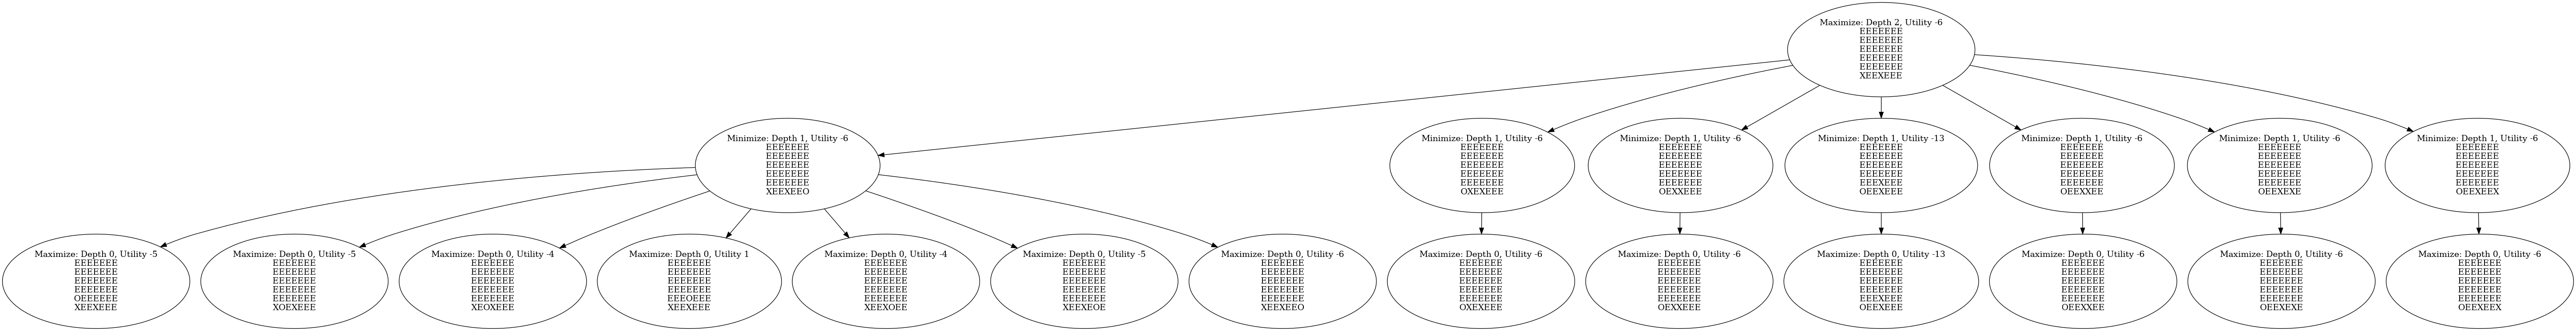 Maximize: Depth 2, Utility -6
EEEEEEE
EEEEEEE
EEEEEEE
EEEEEEE
EEEEEEE
XEEXEEE
Minimize: Depth 1, Utility -6
EEEEEEE
EEEEEEE
EEEEEEE
EEEEEEE
EEEEEEE
XEEXEEO
Minimize: Depth 1, Utility -6
EEEEEEE
EEEEEEE
EEEEEEE
EEEEEEE
EEEEEEE
OXEXEEE
Minimize: Depth 1, Utility -6
EEEEEEE
EEEEEEE
EEEEEEE
EEEEEEE
EEEEEEE
OEXXEEE
Minimize: Depth 1, Utility -13
EEEEEEE
EEEEEEE
EEEEEEE
EEEEEEE
EEEXEEE
OEEXEEE
Minimize: Depth 1, Utility -6
EEEEEEE
EEEEEEE
EEEEEEE
EEEEEEE
EEEEEEE
OEEXXEE
Minimize: Depth 1, Utility -6
EEEEEEE
EEEEEEE
EEEEEEE
EEEEEEE
EEEEEEE
OEEXEXE
Minimize: Depth 1, Utility -6
EEEEEEE
EEEEEEE
EEEEEEE
EEEEEEE
EEEEEEE
OEEXEEX
Maximize: Depth 0, Utility -5
EEEEEEE
EEEEEEE
EEEEEEE
EEEEEEE
OEEEEEE
XEEXEEE
Maximize: Depth 0, Utility -5
EEEEEEE
EEEEEEE
EEEEEEE
EEEEEEE
EEEEEEE
XOEXEEE
Maximize: Depth 0, Utility -4
EEEEEEE
EEEEEEE
EEEEEEE
EEEEEEE
EEEEEEE
XEOXEEE
Maximize: Depth 0, Utility 1
EEEEEEE
EEEEEEE
EEEEEEE
EEEEEEE
EEEOEEE
XEEXEEE
Maximize: Depth 0, Utility -4
EEEEEEE
EEEEEEE
EEEEEEE
EEEEEEE
EEEEEEE
XEEXOEE
Maximize: Depth 0, Utility -5
EEEEEEE
EEEEEEE
EEEEEEE
EEEEEEE
EEEEEEE
XEEXEOE
Maximize: Depth 0, Utility -6
EEEEEEE
EEEEEEE
EEEEEEE
EEEEEEE
EEEEEEE
XEEXEEO
Maximize: Depth 0, Utility -6
EEEEEEE
EEEEEEE
EEEEEEE
EEEEEEE
EEEEEEE
OXEXEEE
Maximize: Depth 0, Utility -6
EEEEEEE
EEEEEEE
EEEEEEE
EEEEEEE
EEEEEEE
OEXXEEE
Maximize: Depth 0, Utility -13
EEEEEEE
EEEEEEE
EEEEEEE
EEEEEEE
EEEXEEE
OEEXEEE
Maximize: Depth 0, Utility -6
EEEEEEE
EEEEEEE
EEEEEEE
EEEEEEE
EEEEEEE
OEEXXEE
Maximize: Depth 0, Utility -6
EEEEEEE
EEEEEEE
EEEEEEE
EEEEEEE
EEEEEEE
OEEXEXE
Maximize: Depth 0, Utility -6
EEEEEEE
EEEEEEE
EEEEEEE
EEEEEEE
EEEEEEE
OEEXEEX